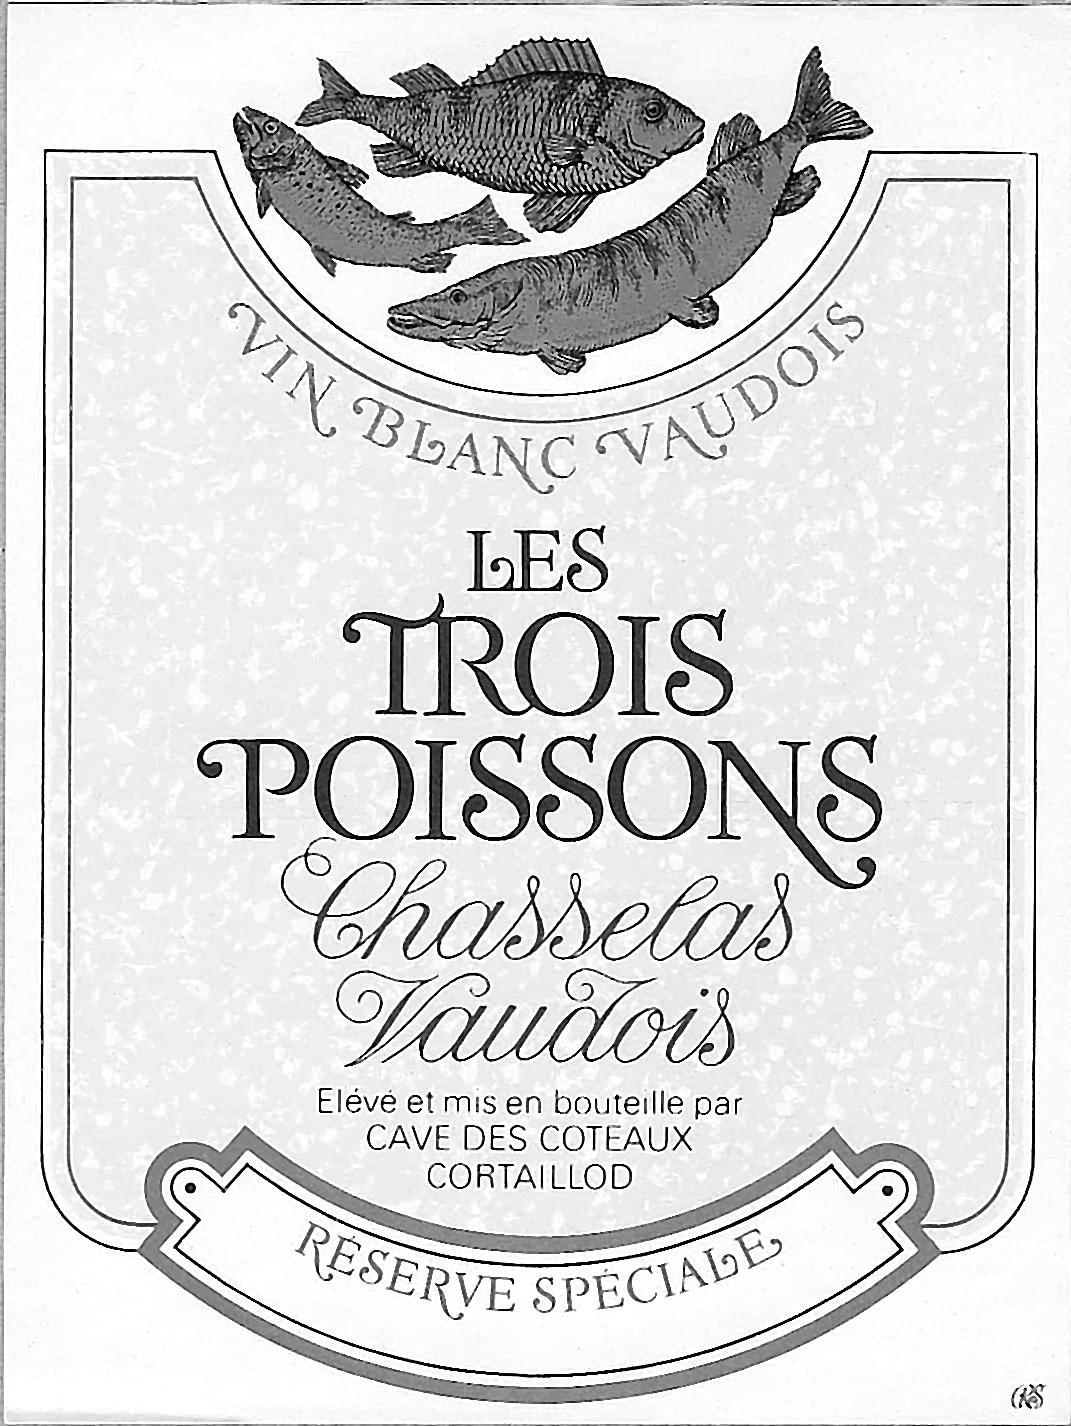 VIN BLANC VAUDOIS
LES
TROIS
POISSONS
Chasselas
Vaudois
Elévé et mis en bouteille par
CAVE DES COTEAUX
CORTAILLOD
RÉSERVE SPÉCIALE